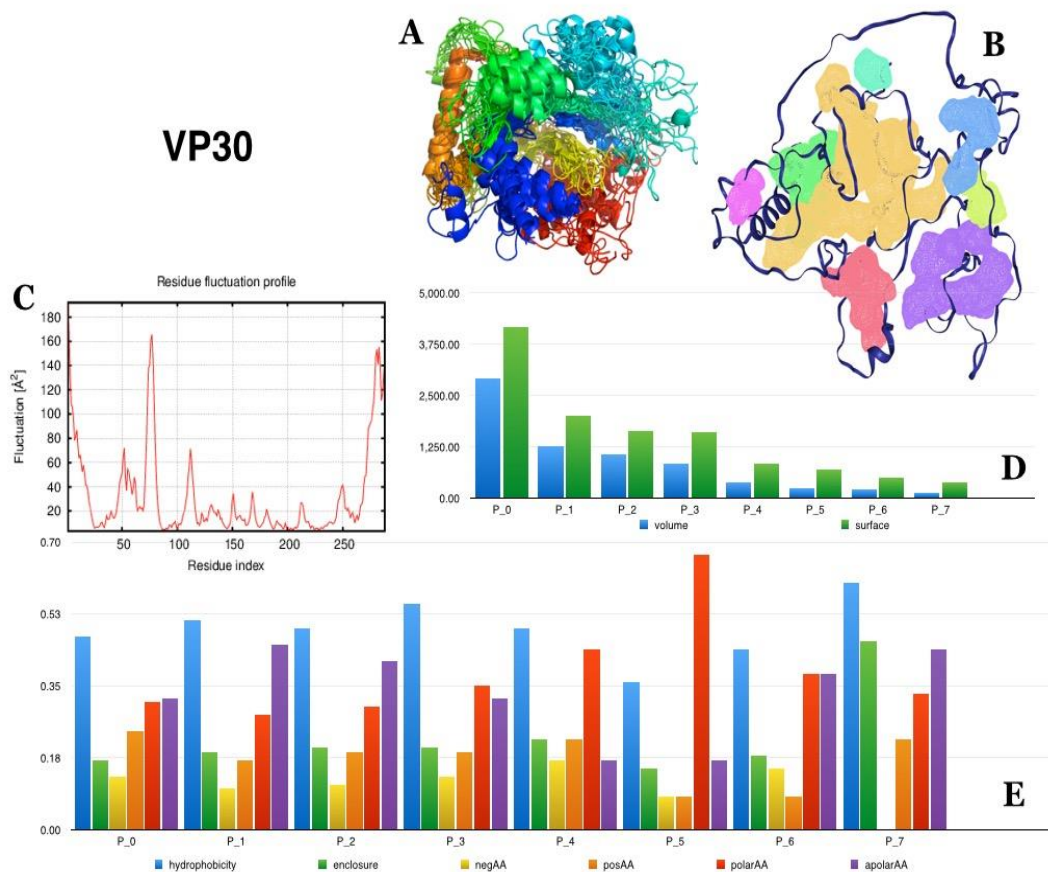 A
B
VP30
C
Residue fluctuation profile
Fluctuation [Å²]
180
160
140
120
100
80
60
40
20
50 100 150 200 250
Residue index
5,000.00
3,750.00
2,500.00
1,250.00
0.00
D
P_0 P_1 P_2 P_3 P_4 P_5 P_6 P_7
volume surface
0.70
0.53
0.35
0.18
0.00
E
P_0 P_1 P_2 P_3 P_4 P_5 P_6 P_7
hydrophobicity enclosure negAA posAA polarAA apolarAA